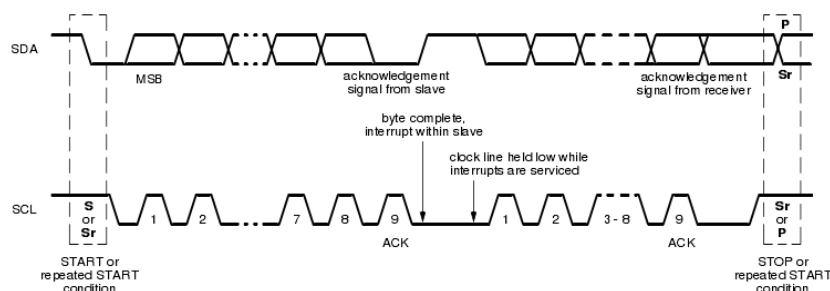 P
SDA
MSB
acknowledgement
signal from slave
acknowledgement
signal from receiver
Sr
byte complete,
interrupt within slave
clock line held low while
interrupts are serviced
SCL
S
or
Sr
1 2 7 8 9 1 2 3 - 8 9
Sr
or
P
ACK ACK
START or
repeated START
condition
STOP or
repeated START
condition